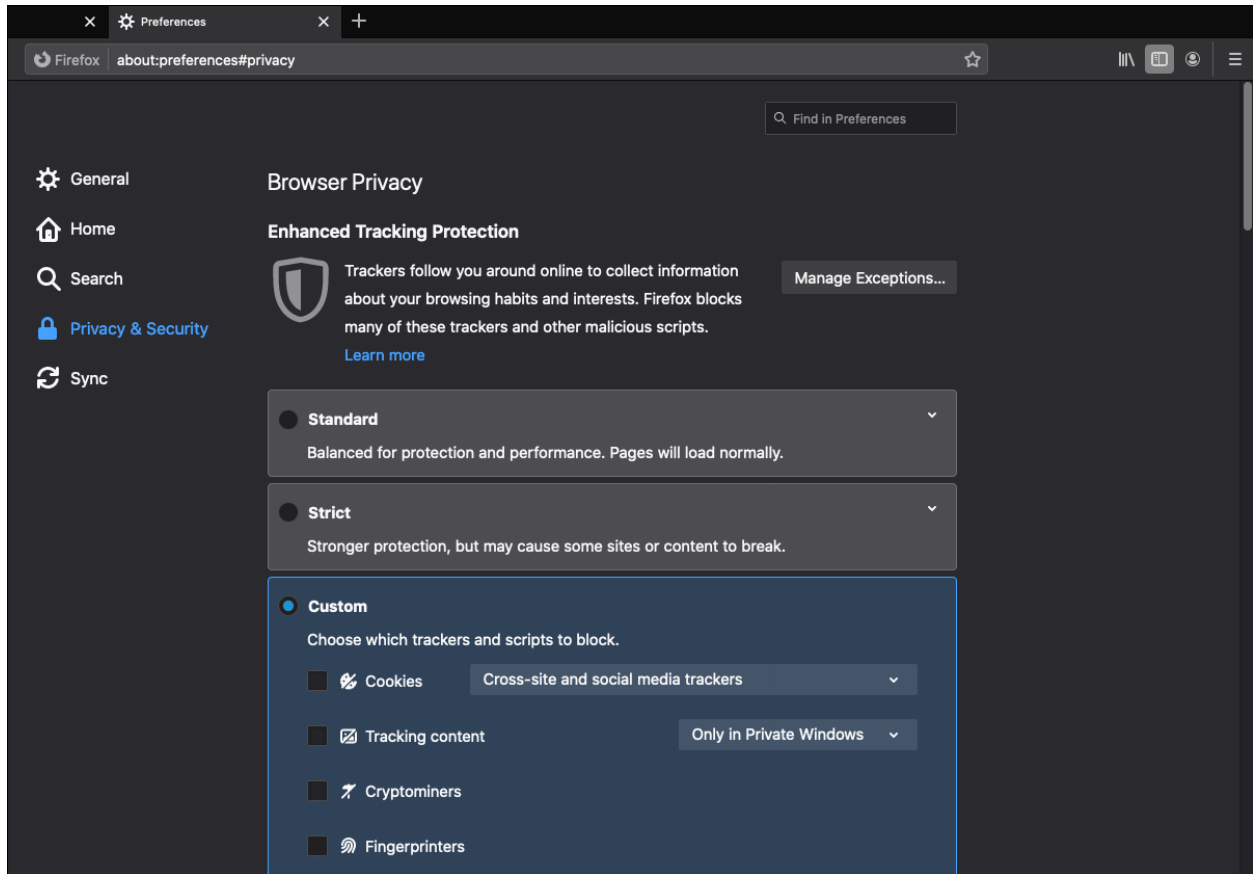 Preferences
Firefox about:preferences#privacy
Find in Preferences
General
Home
Search
Privacy & Security
Sync
Browser Privacy
Enhanced Tracking Protection
Trackers follow you around online to collect information
about your browsing habits and interests. Firefox blocks
many of these trackers and other malicious scripts.
Learn more
Manage Exceptions...
Standard
Balanced for protection and performance. Pages will load normally.
Strict
Stronger protection, but may cause some sites or content to break.
Custom
Choose which trackers and scripts to block.
Cookies Cross-site and social media trackers
Tracking content Only in Private Windows
Cryptominers
Fingerprinters